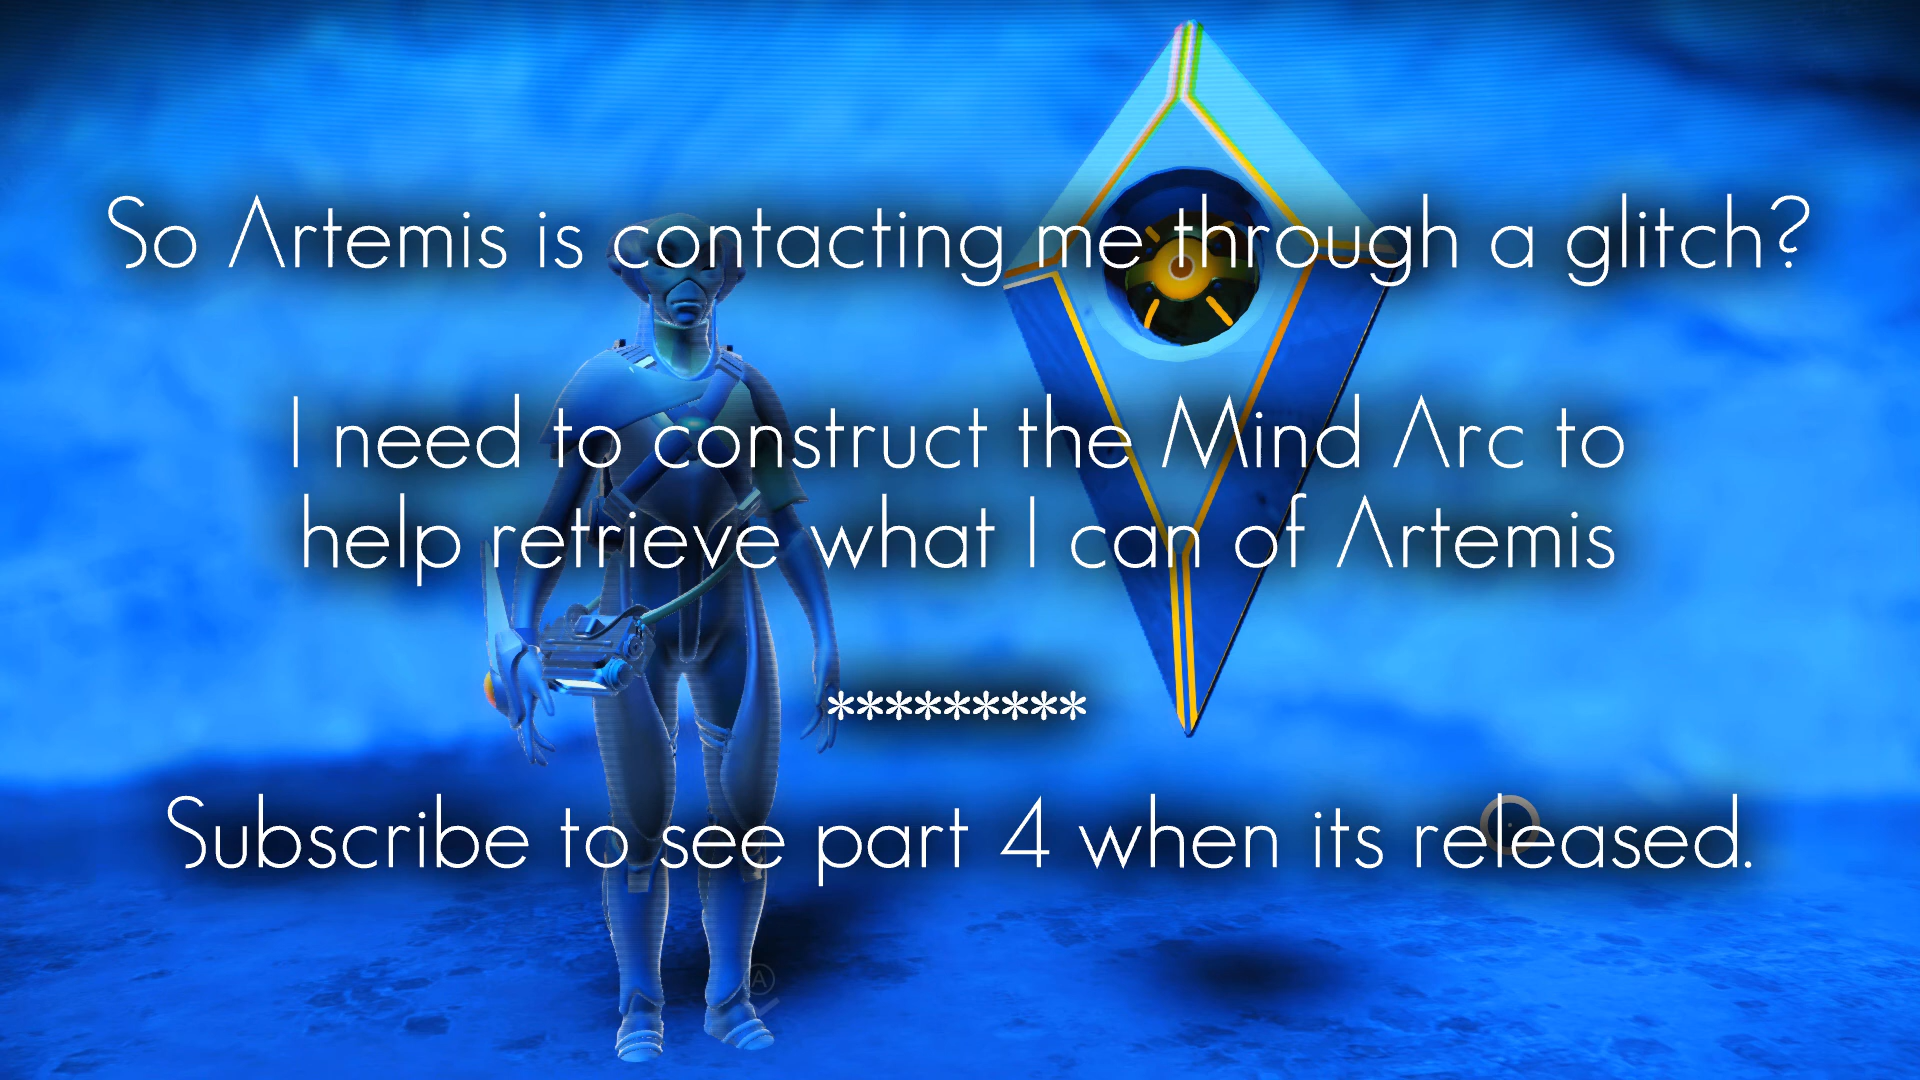 So Artemis is contacting me through a glitch?
I need to construct the Mind Arc to
help retrieve what I can of Artemis
*********
Subscribe to see part 4 when its released.
A